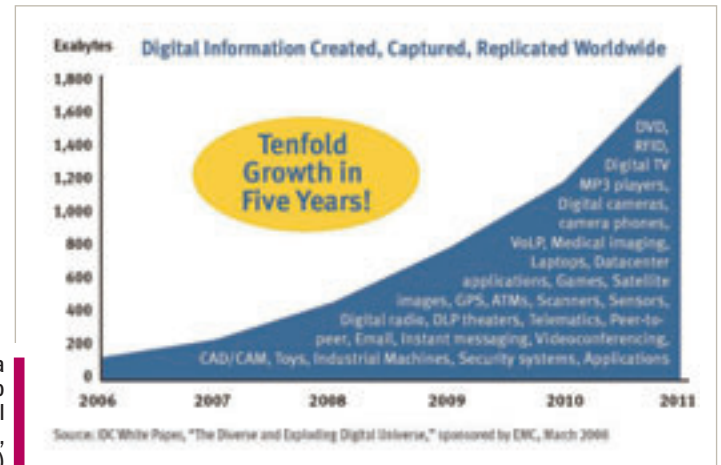 Exabytes Digital Information Created, Captured, Replicated Worldwide
1,800
1,600
1,400
1,200
1,000
800
600
400
200
0
Tenfold
Growth in
Five Years!
DVD,
RFID,
Digital TV
MP3 players,
Digital cameras,
camera phones,
VoLP, Medical imaging,
Laptops, Datacenter
applications, Games, Satellite
images, GPS, ATMs, Scanners, Sensors,
Digital radio, DLP theaters, Telematics, Peer-to-
peer, Email, Instant messaging, Videoconferencing,
CAD/CAM, Toys, Industrial Machines, Security systems, Applications
2006 2007 2008 2009 2010 2011
Source: IDC White Paper, "The Diverse and Exploding Digital Universe," sponsored by EMC, March 2008